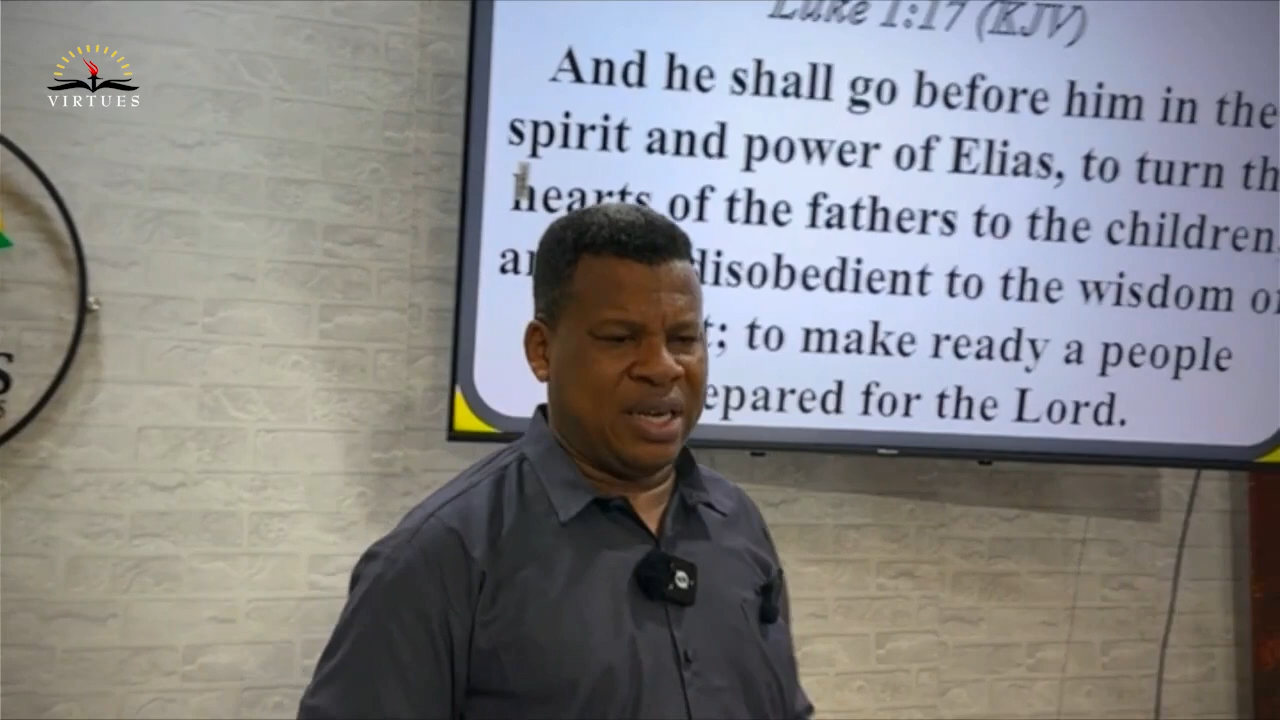 VIRTUES
Luke 1:17 (KJV)
And he shall go before him in the
spirit and power of Elias, to turn
hearts of the fathers to the children
disobedient to the wisdom
to make ready a people
for the Lord.